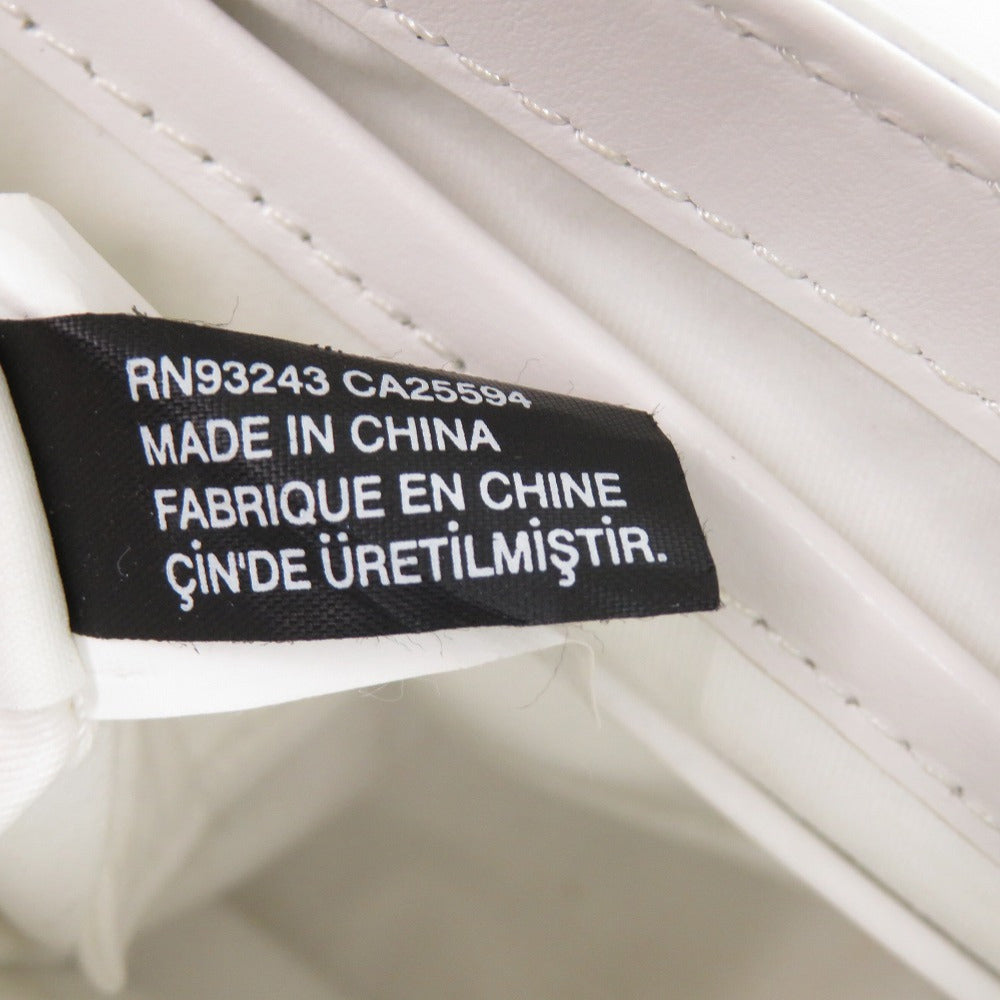 RN93243 CA25594
MADE IN CHINA
FABRIQUE EN CHINE
ÇİN'DE ÜRETİLMİŞTİR.